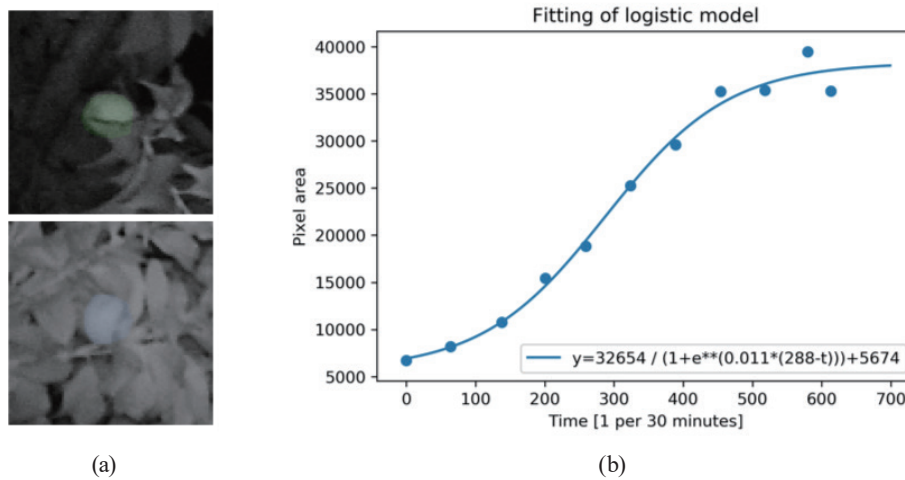 Fitting of logistic model
40000
35000
30000
25000
20000
15000
10000
5000
Pixel area
y=32654 / (1+e**(0.011*(288-t)))+5674
0 100 200 300 400 500 600 700
Time [1 per 30 minutes]
(a) (b)